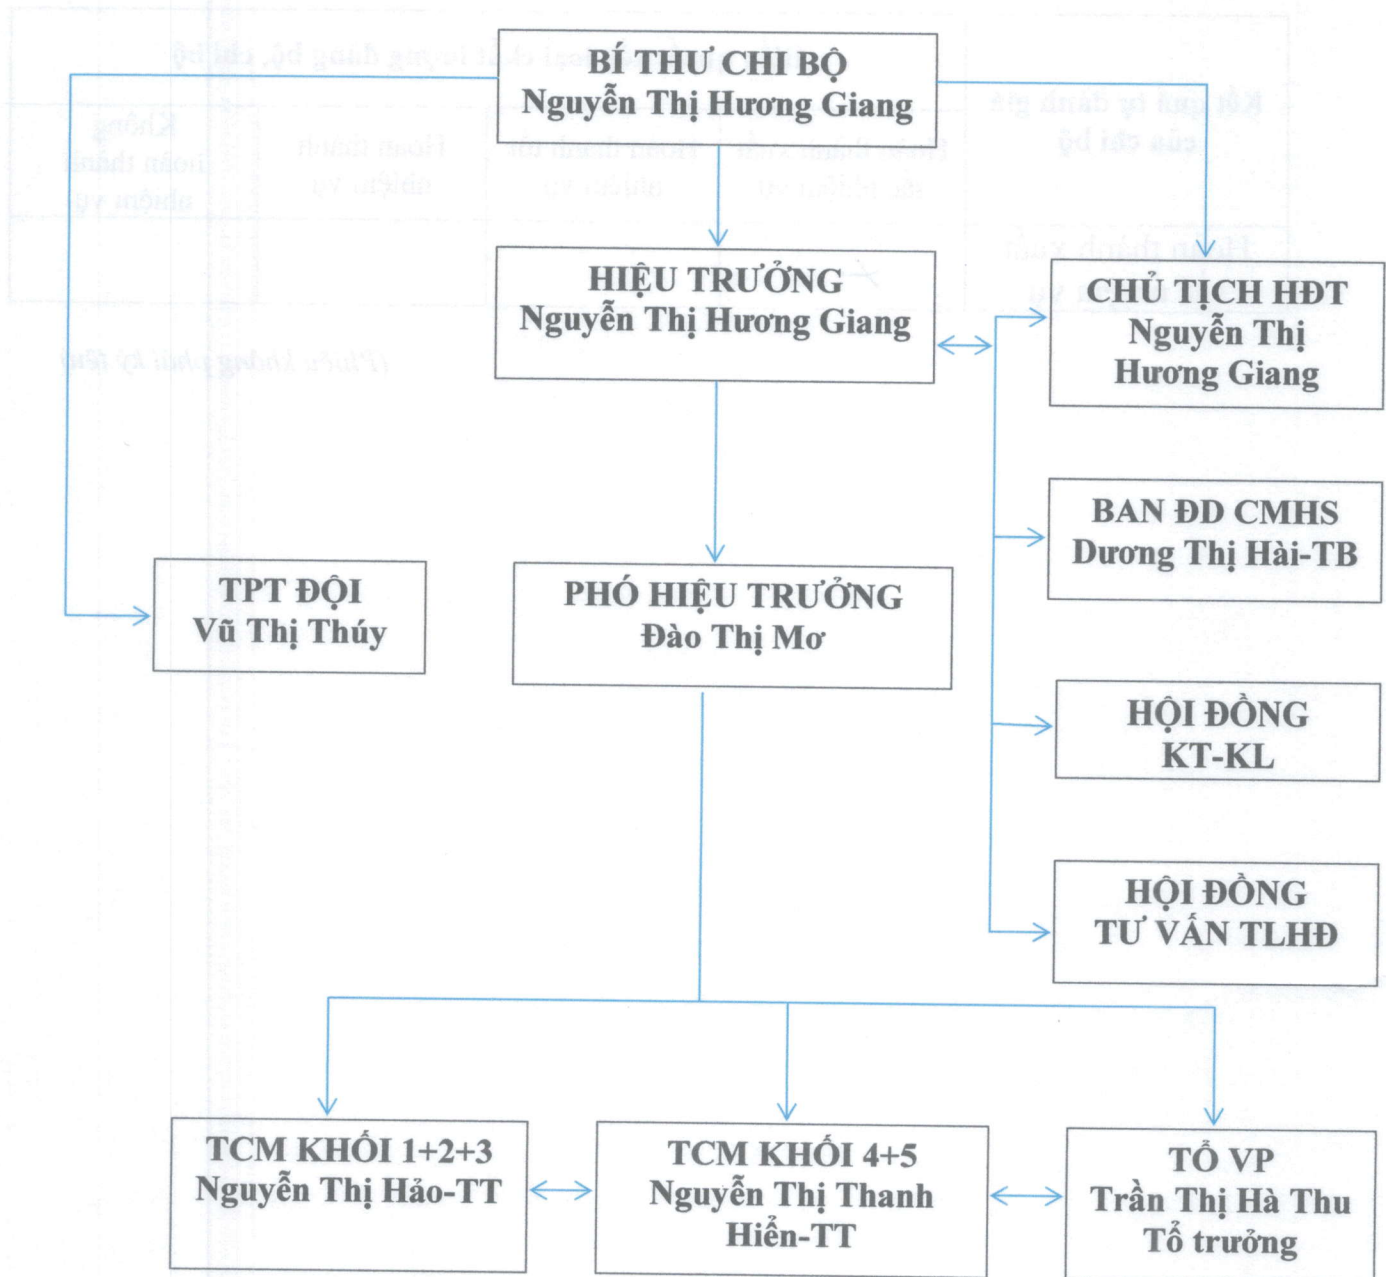 BÍ THƯ CHI BỘ
Nguyễn Thị Hương Giang
HIỆU TRƯỞNG
Nguyễn Thị Hương Giang
CHỦ TỊCH HĐT
Nguyễn Thị
Hương Giang
BAN ĐD CMHS
Dương Thị Hài-TB
TPT ĐỘI
Vũ Thị Thúy
PHÓ HIỆU TRƯỞNG
Đào Thị Mơ
HỘI ĐỒNG
KT-KL
HỘI ĐỒNG
TƯ VẤN TLHĐ
TCM KHỐI 1+2+3
Nguyễn Thị Hảo-TT
TCM KHỐI 4+5
Nguyễn Thị Thanh
Hiển-TT
TỔ VP
Trần Thị Hà Thu
Tổ trưởng